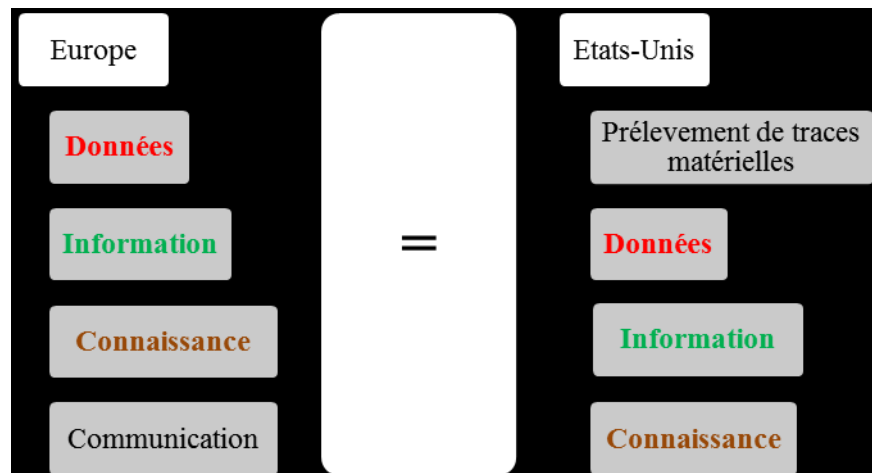 Europe
Données
Information
Connaissance
Communication
=
Etats-Unis
Prélevement de traces
matérielles
Données
Information
Connaissance